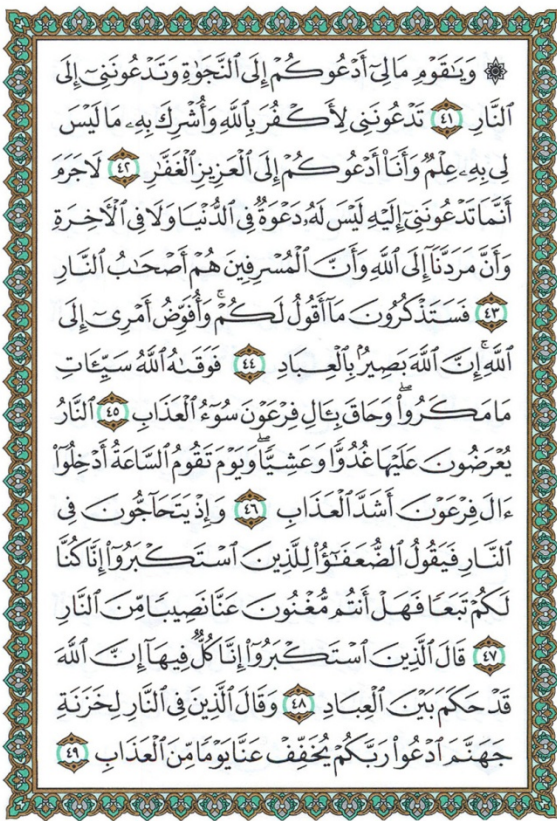 ۞ وَيَٰقَوْمِ مَا لِيٓ أَدْعُوكُمْ إِلَى ٱلنَّجَوٰةِ وَتَدْعُونَنِيٓ إِلَى
ٱلنَّارِ ٤١ تَدْعُونَنِي لِأَكْفُرَ بِٱللَّهِ وَأُشْرِكَ بِهِۦ مَا لَيْسَ
لِي بِهِۦ عِلْمٌ وَأَنَا۠ أَدْعُوكُمْ إِلَى ٱلْعَزِيزِ ٱلْغَفَّٰرِ ٤٢ لَا جَرَمَ
أَنَّمَا تَدْعُونَنِيٓ إِلَيْهِ لَيْسَ لَهُۥ دَعْوَةٌ فِي ٱلدُّنْيَا وَلَا فِي ٱلْأَخِرَةِ
وَأَنَّ مَرَدَّنَآ إِلَى ٱللَّهِ وَأَنَّ ٱلْمُسْرِفِينَ هُمْ أَصْحَٰبُ ٱلنَّارِ
٤٣ فَسَتَذْكُرُونَ مَآ أَقُولُ لَكُمْۚ وَأُفَوِّضُ أَمْرِيٓ إِلَى
ٱللَّهِۚ إِنَّ ٱللَّهَ بَصِيرٌۢ بِٱلْعِبَادِ ٤٤ فَوَقَىٰهُ ٱللَّهُ سَيِّـَٔاتِ
مَا مَكَرُوا۟ۖ وَحَاقَ بِـَٔالِ فِرْعَوْنَ سُوٓءُ ٱلْعَذَابِ ٤٥ ٱلنَّارُ
يُعْرَضُونَ عَلَيْهَا غُدُوًّا وَعَشِيًّاۖ وَيَوْمَ تَقُومُ ٱلسَّاعَةُ أَدْخِلُوٓا۟
ءَالَ فِرْعَوْنَ أَشَدَّ ٱلْعَذَابِ ٤٦ وَإِذْ يَتَحَآجُّونَ فِي
ٱلنَّارِ فَيَقُولُ ٱلضُّعَفَٰٓؤُا۟ لِلَّذِينَ ٱسْتَكْبَرُوٓا۟ إِنَّا كُنَّا
لَكُمْ تَبَعًا فَهَلْ أَنتُم مُّغْنُونَ عَنَّا نَصِيبًا مِّنَ ٱلنَّارِ
٤٧ قَالَ ٱلَّذِينَ ٱسْتَكْبَرُوٓا۟ إِنَّا كُلٌّ فِيهَآ إِنَّ ٱللَّهَ
قَدْ حَكَمَ بَيْنَ ٱلْعِبَادِ ٤٨ وَقَالَ ٱلَّذِينَ فِي ٱلنَّارِ لِخَزَنَةِ
جَهَنَّمَ ٱدْعُوا۟ رَبَّكُمْ يُخَفِّفْ عَنَّا يَوْمًا مِّنَ ٱلْعَذَابِ ٤٩